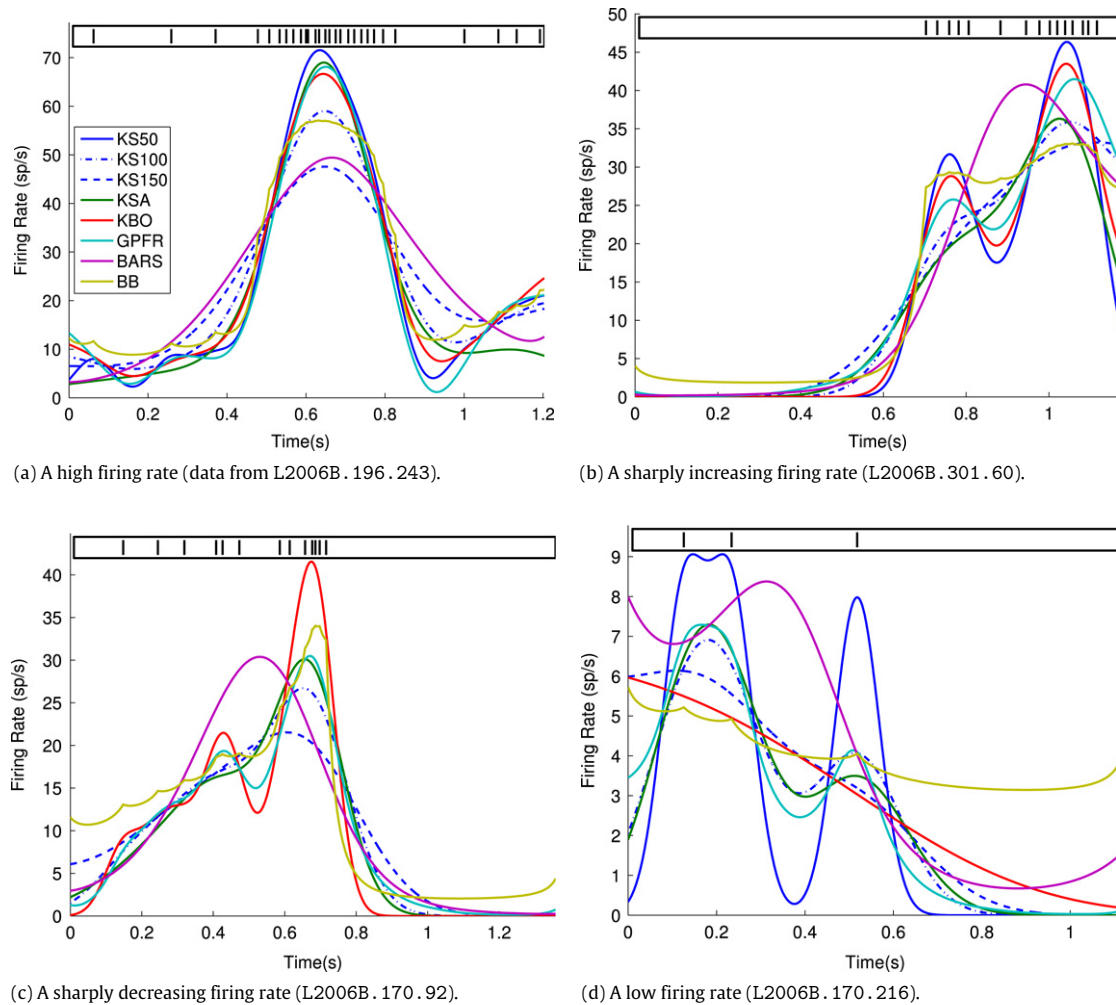 Firing Rate (sp/s)
70
60
50
40
30
20
10
0
KS50
KS100
KS150
KSA
KBO
GPFR
BARS
BB
0 0.2 0.4 0.6 0.8 1 1.2
Time(s)
(a) A high firing rate (data from L2006B.196.243).
Firing Rate (sp/s)
50
45
40
35
30
25
20
15
10
5
0
0 0.2 0.4 0.6 0.8 1
Time(s)
(b) A sharply increasing firing rate (L2006B.301.60).
Firing Rate (sp/s)
40
35
30
25
20
15
10
5
0
0 0.2 0.4 0.6 0.8 1 1.2
Time(s)
(c) A sharply decreasing firing rate (L2006B.170.92).
Firing Rate (sp/s)
9
8
7
6
5
4
3
2
1
0
0 0.2 0.4 0.6 0.8 1
Time(s)
(d) A low firing rate (L2006B.170.216).